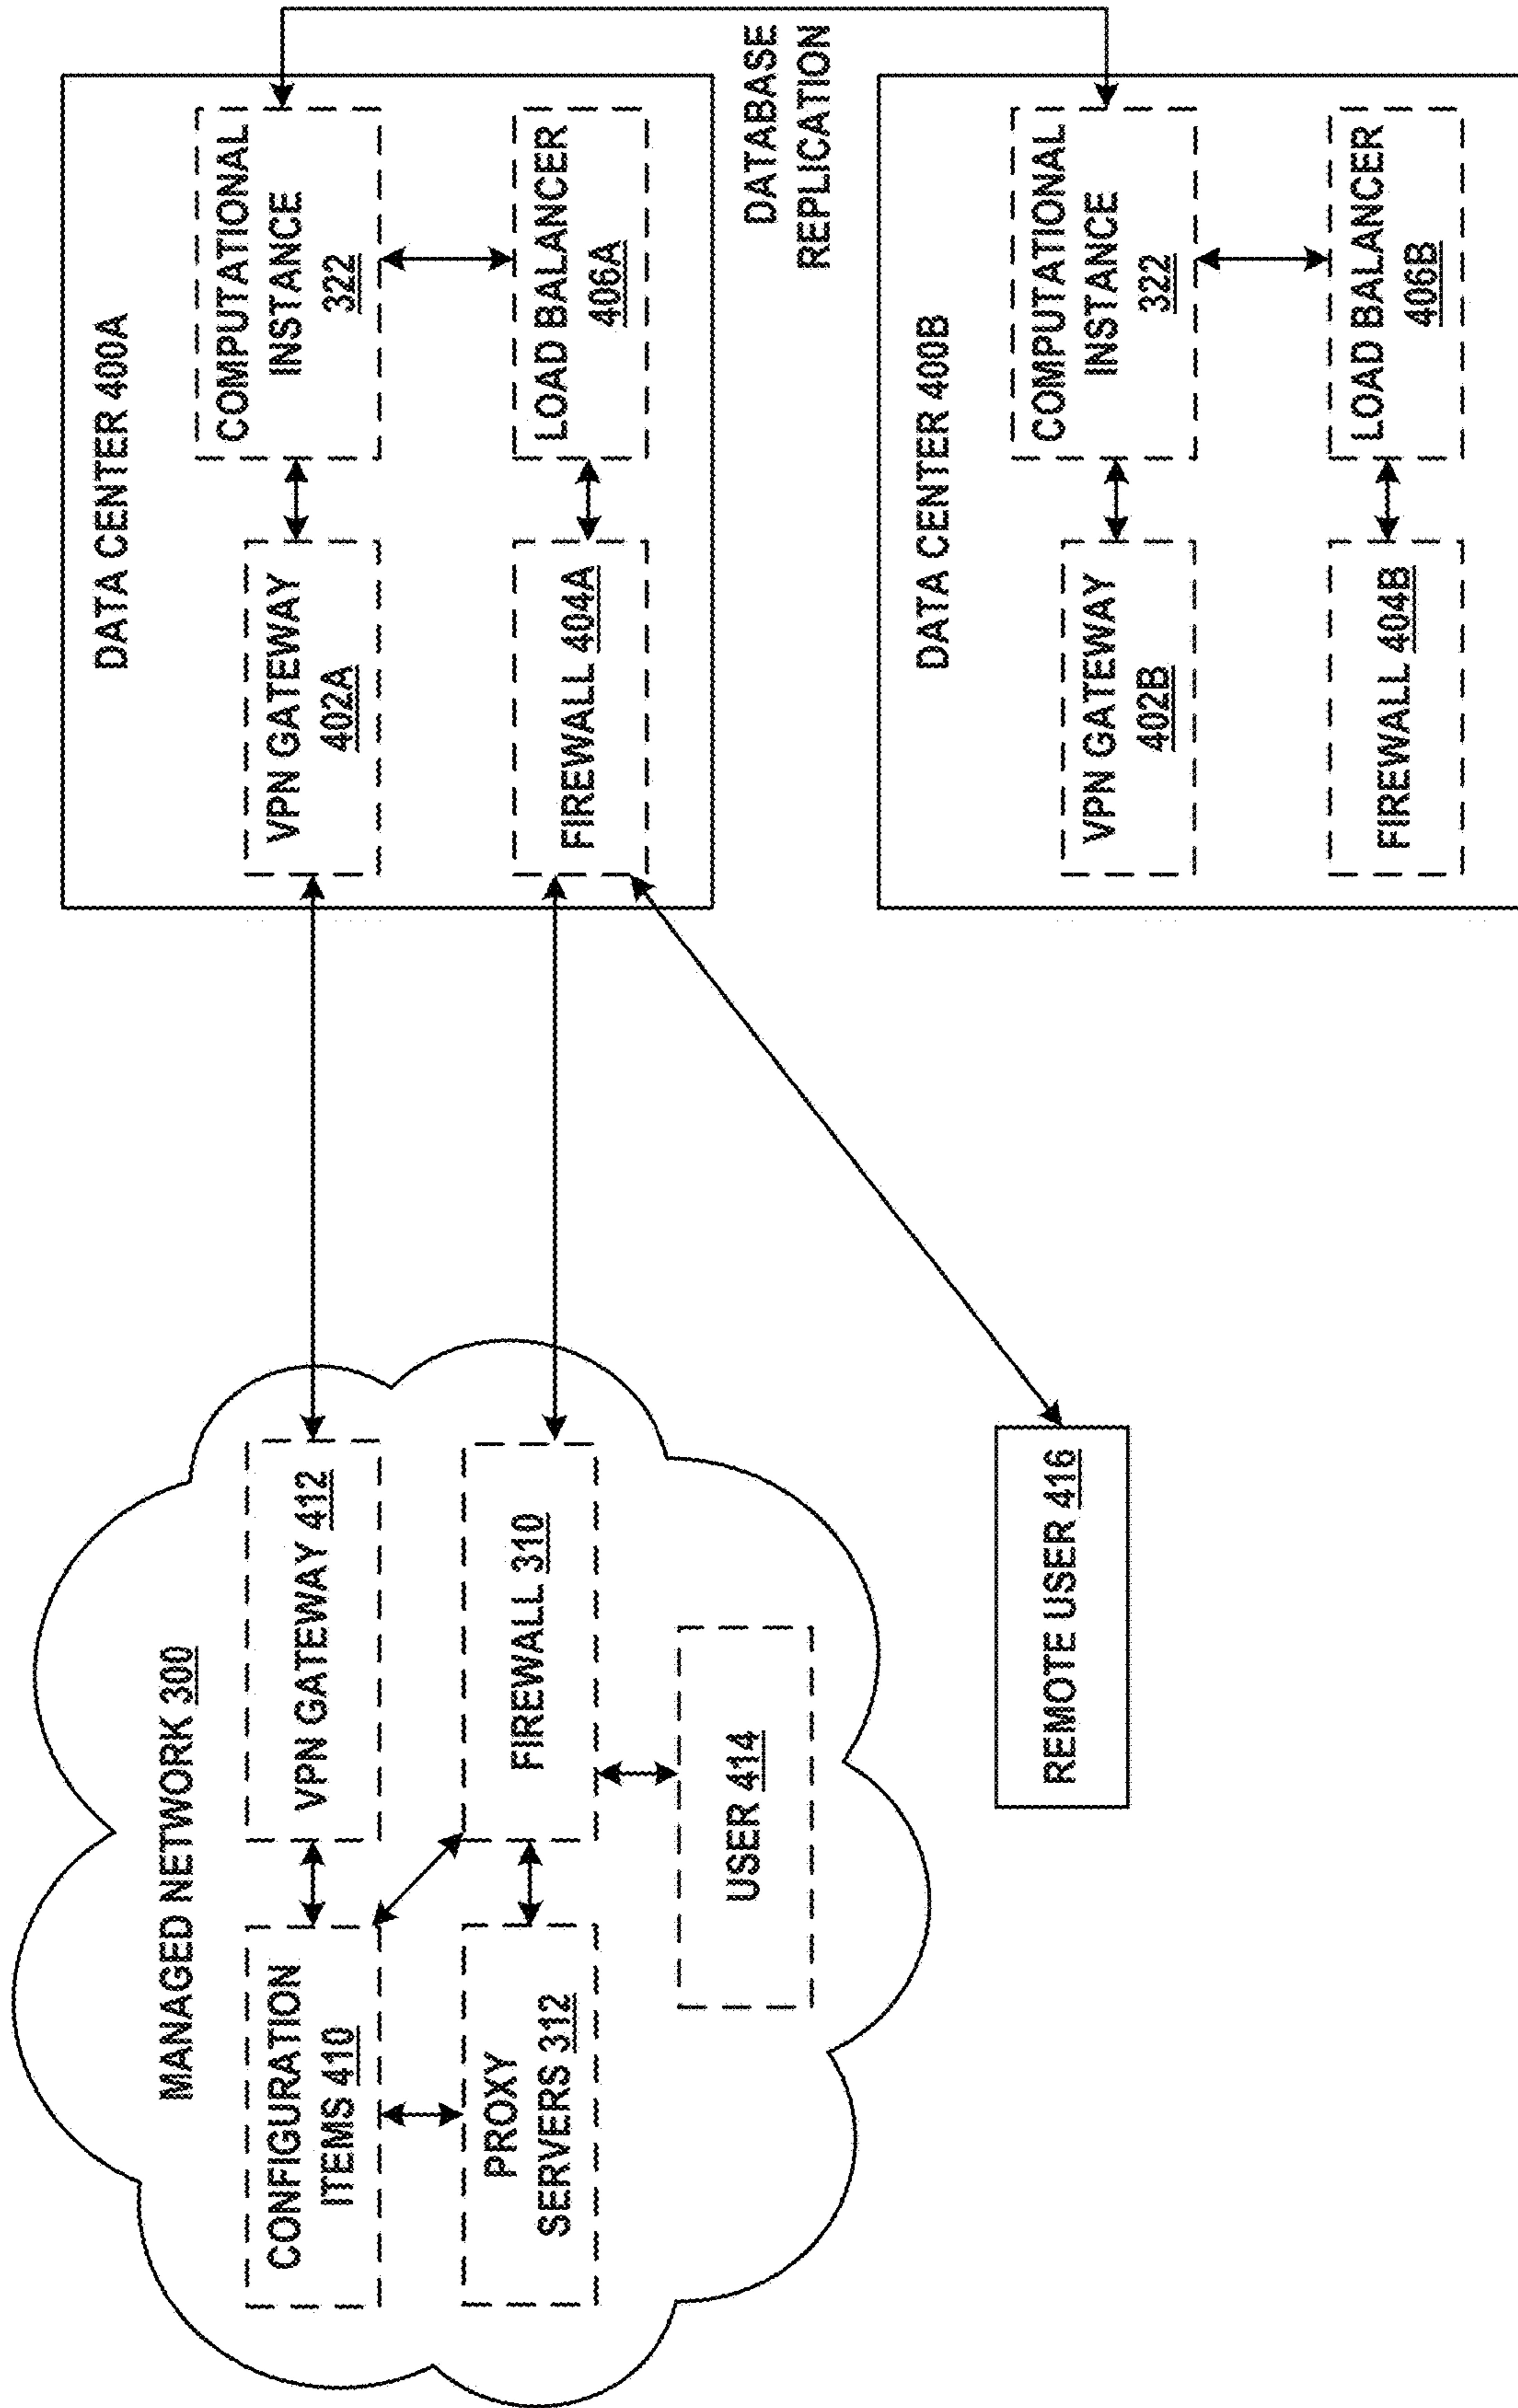 MANAGED NETWORK 300
CONFIGURATION
ITEMS 410
VPN GATEWAY 412
PROXY
SERVERS 312
FIREWALL 310
USER 414
REMOTE USER 416
DATA CENTER 400A
VPN GATEWAY
402A
COMPUTATIONAL
INSTANCE
322
FIREWALL 404A
LOAD BALANCER
406A
DATABASE
REPLICATION
DATA CENTER 400B
VPN GATEWAY
402B
COMPUTATIONAL
INSTANCE
322
FIREWALL 404B
LOAD BALANCER
406B